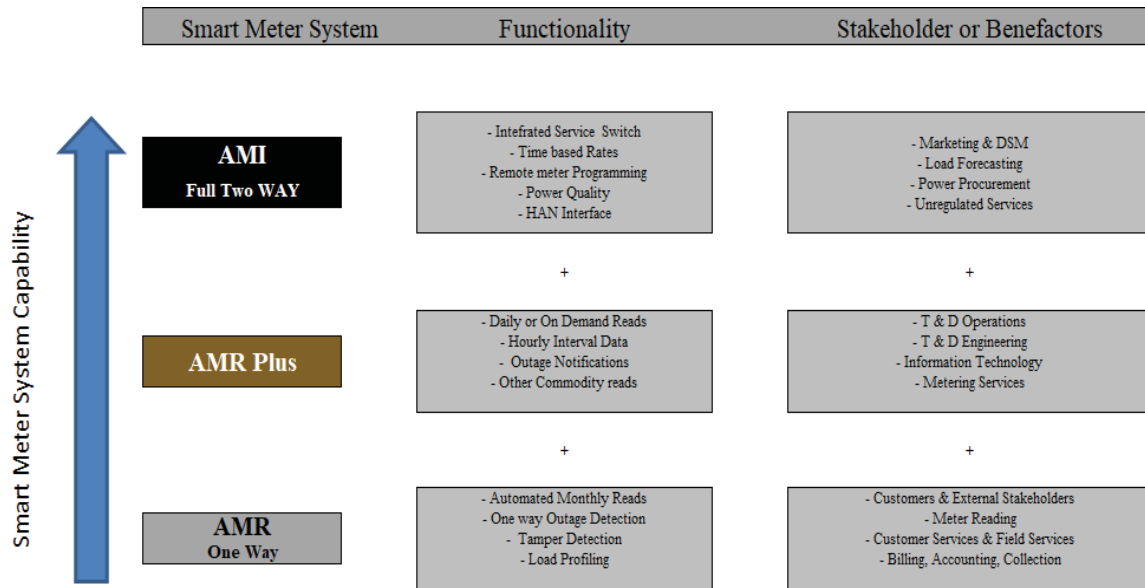 Smart Meter System
Functionality
Stakeholder or Benefactors
Smart Meter System Capability
AMI
Full Two WAY
- Intefrated Service Switch
- Time based Rates
- Remote meter Programming
- Power Quality
- HAN Interface
- Marketing & DSM
- Load Forecasting
- Power Procurement
- Unregulated Services
+
+
AMR Plus
- Daily or On Demand Reads
- Hourly Interval Data
- Outage Notifications
- Other Commodity reads
- T & D Operations
- T & D Engineering
- Information Technology
- Metering Services
+
+
AMR
One Way
- Automated Monthly Reads
- One way Outage Detection
- Tamper Detection
- Load Profiling
- Customers & External Stakeholders
- Meter Reading
- Customer Services & Field Services
- Billing, Accounting, Collection